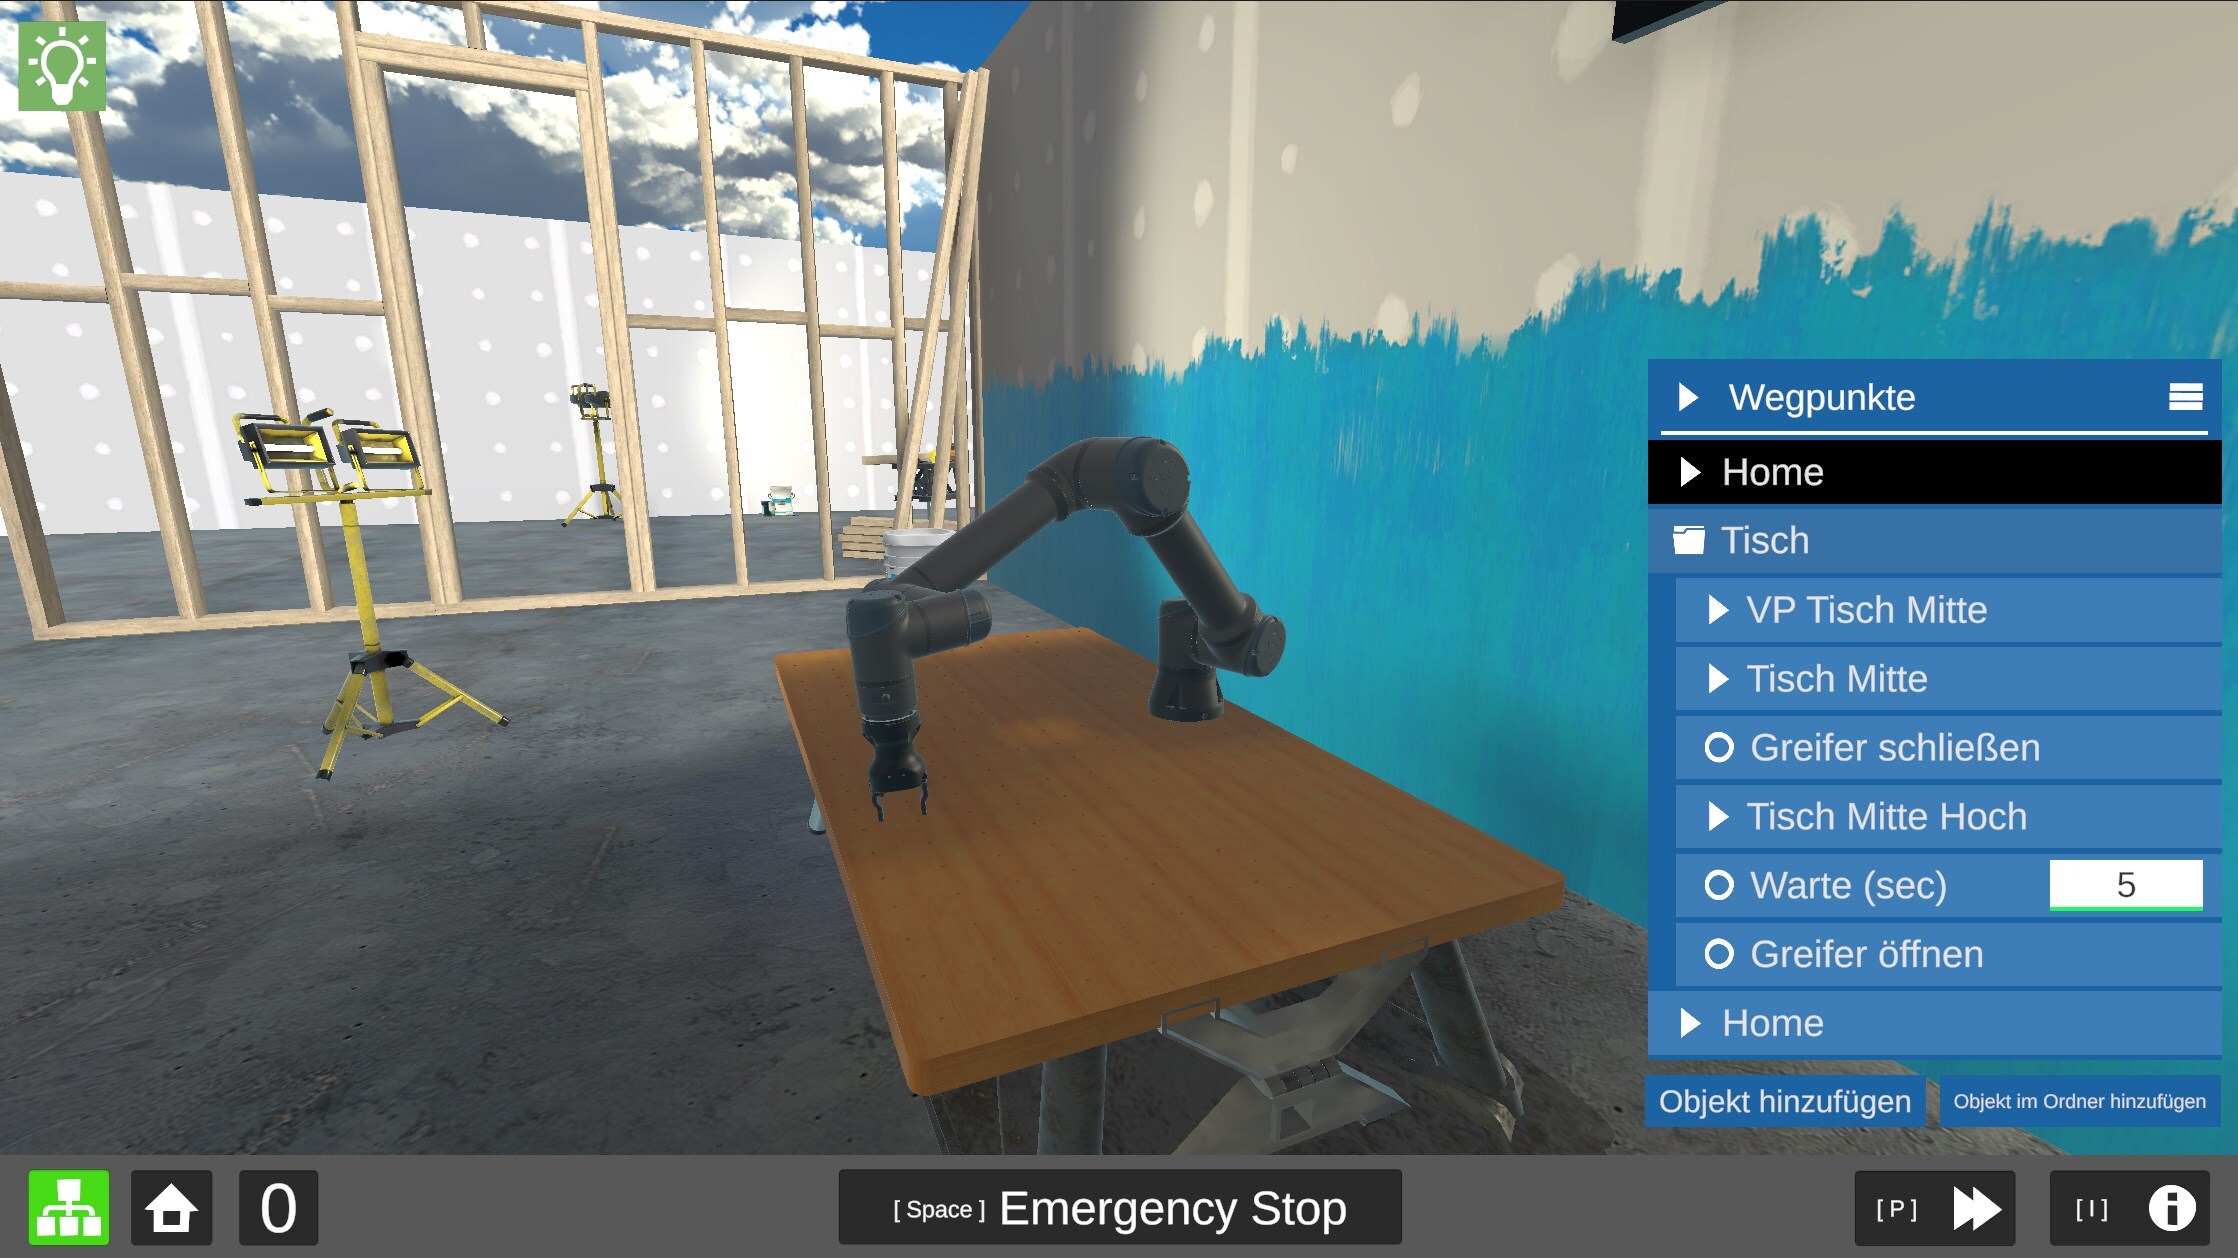 Wegpunkte
Home
Tisch
VP Tisch Mitte
Tisch Mitte
Greifer schließen
Tisch Mitte Hoch
Warte (sec) 5
Greifer öffnen
Home
Objekt hinzufügen
Objekt im Ordner hinzufügen
0
[ Space ] Emergency Stop
[ P ]
[ I ]